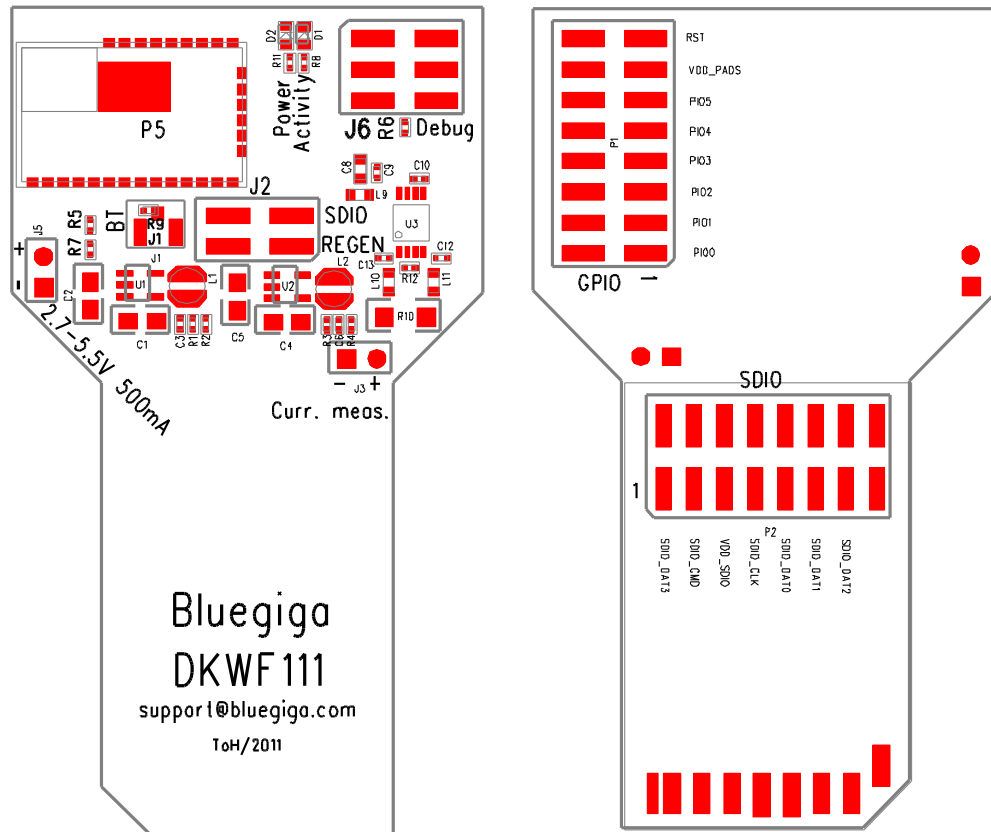 D2
D1
R11
R8
Power
Activity
J6
R6
Debug
P5
C8
C9
C10
L9
J2
SDIO
REGEN
U3
BT
R9
J1
R5
R7
J5
+
-
C2
J1
U1
L1
C5
U2
L2
C13
C12
R12
L10
L11
R10
C1
C3
R1
R2
C4
R3
C6
R4
2.7-5.5V 500mA
- J3 +
Curr. meas.
Bluegiga
DKWF111
support@bluegiga.com
ToH/2011
RST
VDD_PADS
PIO5
PIO4
PIO3
PIO2
PIO1
PIO0
P1
GPIO
1
SDIO
1
P2
SDIO_DAT3
SDIO_CMD
VDD_SDIO
SDIO_CLK
SDIO_DAT0
SDIO_DAT1
SDIO_DAT2